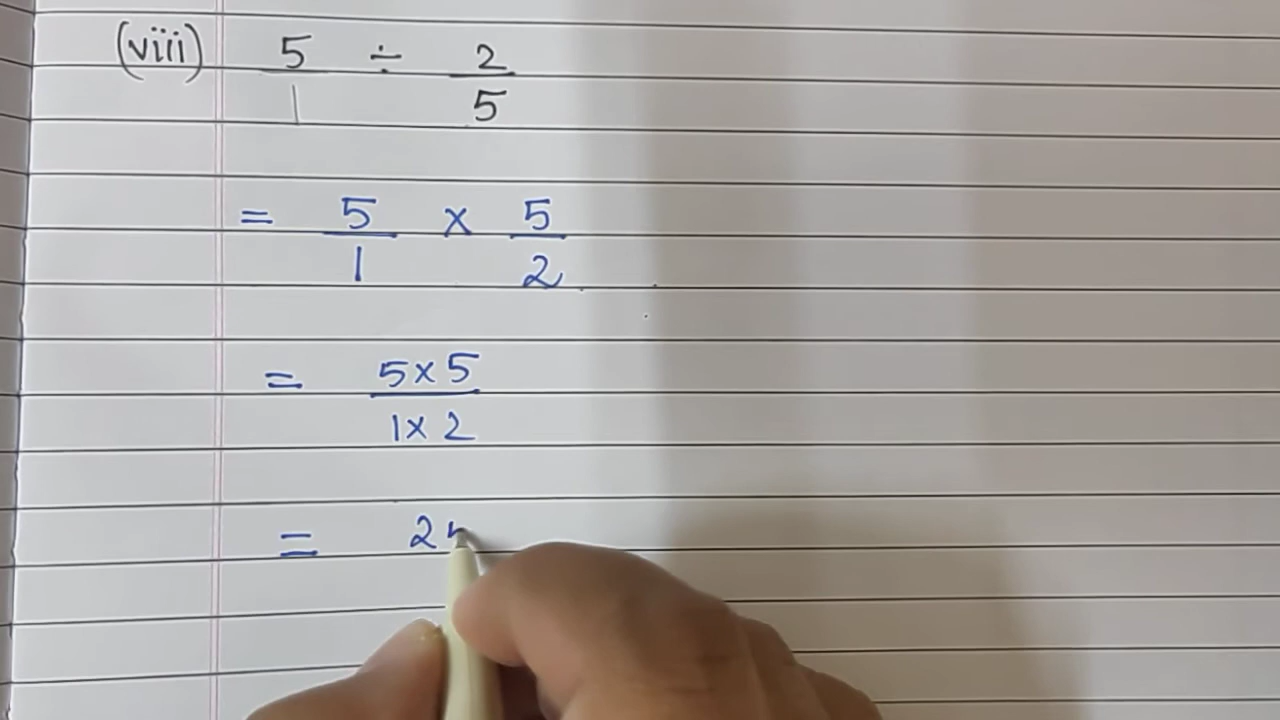 (viii) 5/1 ÷ 2/5
= 5/1 × 5/2
= 5×5/1×2
= 2